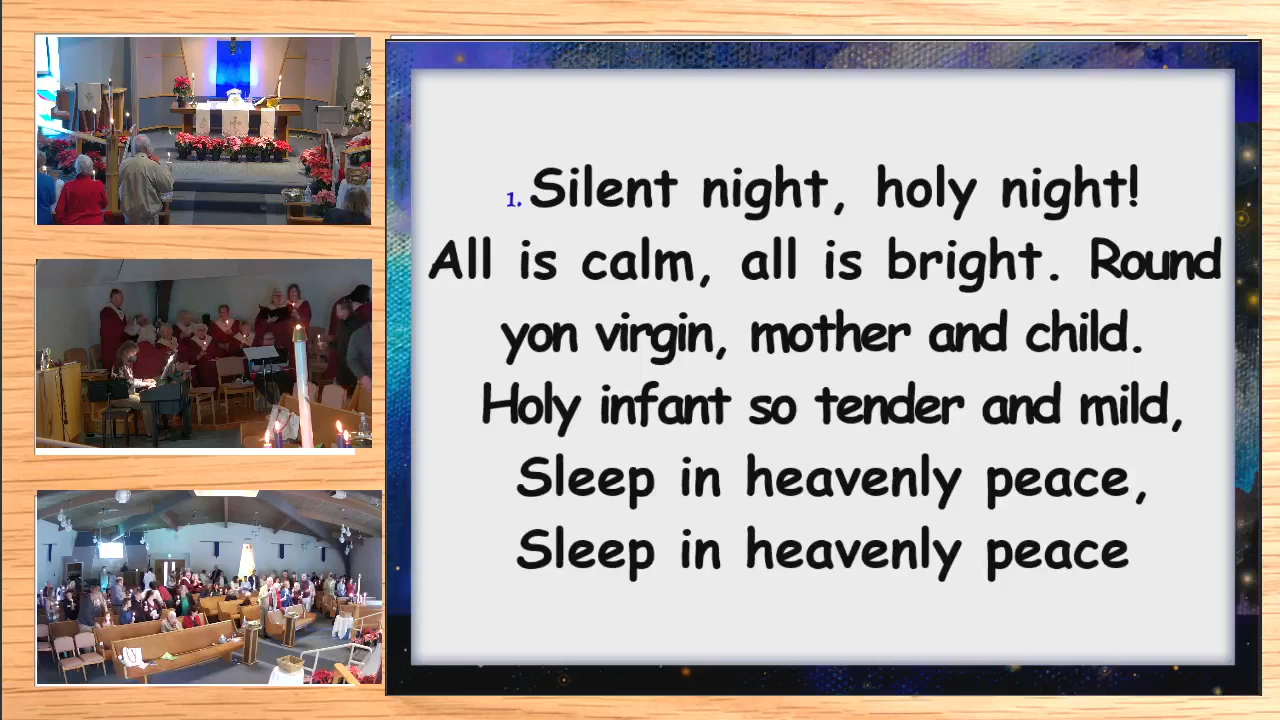 1. Silent night, holy night!
All is calm, all is bright. Round
yon virgin, mother and child.
Holy infant so tender and mild,
Sleep in heavenly peace,
Sleep in heavenly peace